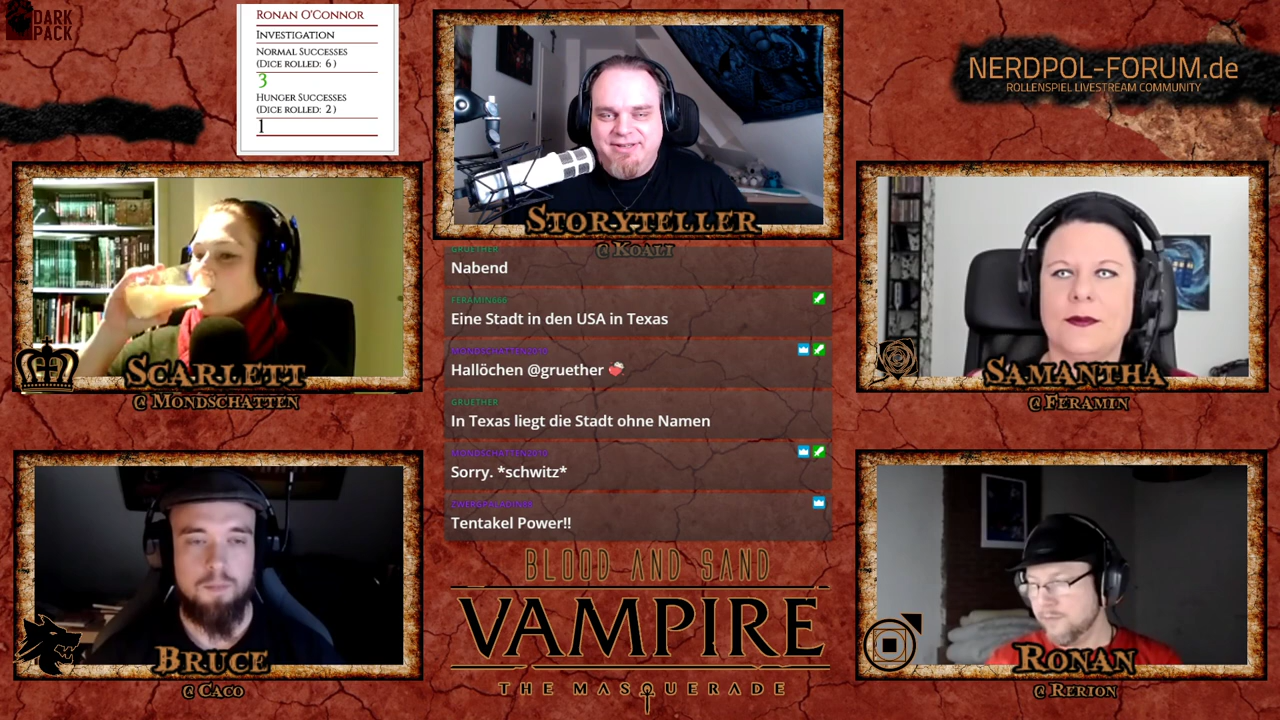 DARK
PACK
Ronan O'Connor
Investigation
Normal Successes
(Dice rolled: 6)
3
Hunger Successes
(Dice rolled: 2)
1
NERDPOL-FORUM.de
ROLLENSPIEL LIVESTREAM COMMUNITY
Storyteller
@ Koali
Scarlett
@ Mondschatten
Samantha
@ Feramin
GRUETHER
Nabend
FERAMIN666
Eine Stadt in den USA in Texas
MONDSCHATTEN2010
Hallöchen @gruether
GRUETHER
In Texas liegt die Stadt ohne Namen
MONDSCHATTEN2010
Sorry. *schwitz*
Tentakel Power!!
Bruce
@ Caco
BLOOD AND SAND
VAMPIRE
THE MASQUERADE
Ronan
@ Rerion